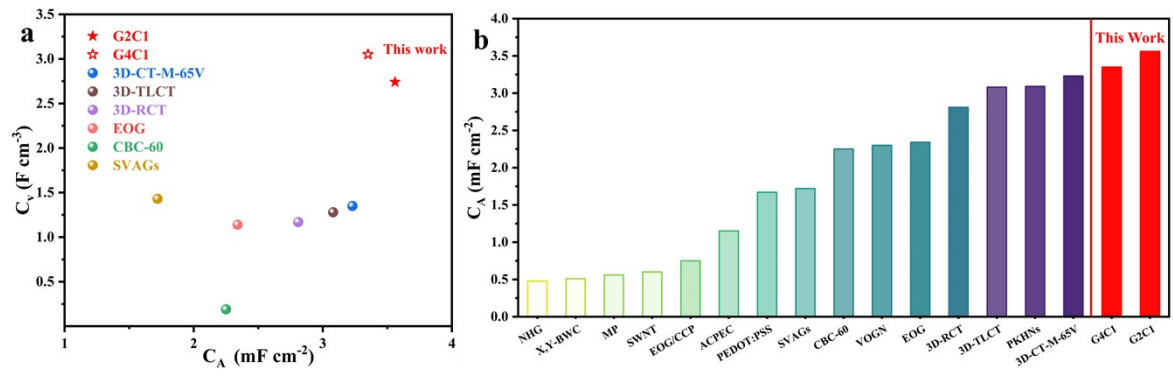 a
G2C1
G4C1
3D-CT-M-65V
3D-TLCT
3D-RCT
EOG
CBC-60
SVAGs
This work
3.5
3.0
2.5
2.0
1.5
1.0
0.5
Cv (F cm-3)
1 2 3 4
CA (mF cm-2)
b
This Work
4.0
3.5
3.0
2.5
2.0
1.5
1.0
0.5
0.0
CA (mF cm-2)
NHG
X,Y-BWC
MP
SWNT
EOG/CCP
ACPEC
PEDOT:PSS
SVAGs
CBC-60
VOGN
EOG
3D-RCT
3D-TLCT
PKHNs
3D-CT-M-65V
G4C1
G2C1